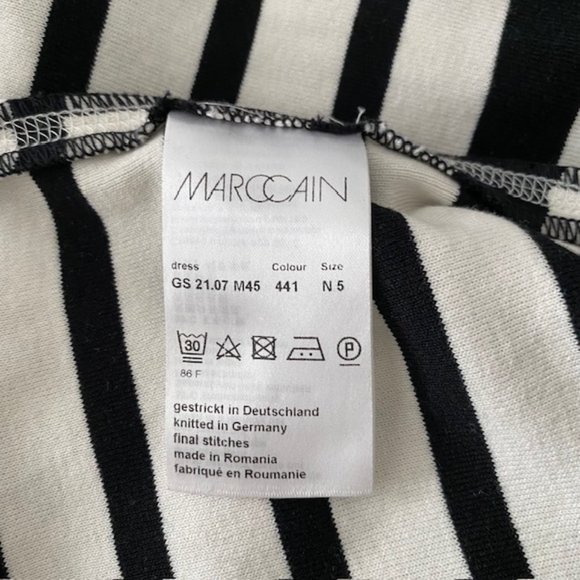 MARCCAIN
dress Colour Size
GS 21.07 M45 441 N 5
30 P
86 F
gestrickt in Deutschland
knitted in Germany
final stitches
made in Romania
fabriqué en Roumanie